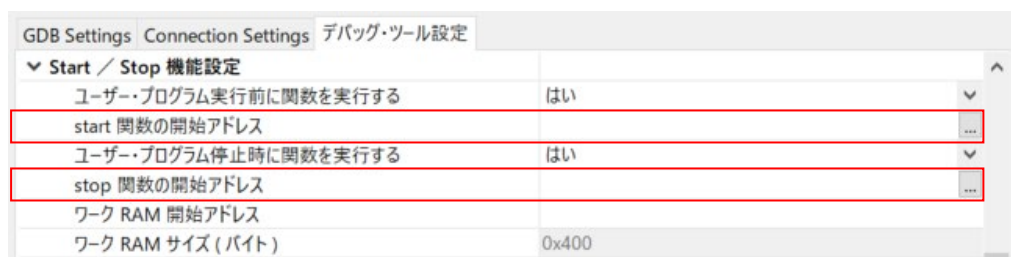 GDB Settings Connection Settings デバッグ・ツール設定
Start ／ Stop 機能設定
ユーザー・プログラム実行前に関数を実行する はい
start 関数の開始アドレス ...
ユーザー・プログラム停止時に関数を実行する はい
stop 関数の開始アドレス ...
ワーク RAM 開始アドレス
ワーク RAM サイズ ( バイト ) 0x400